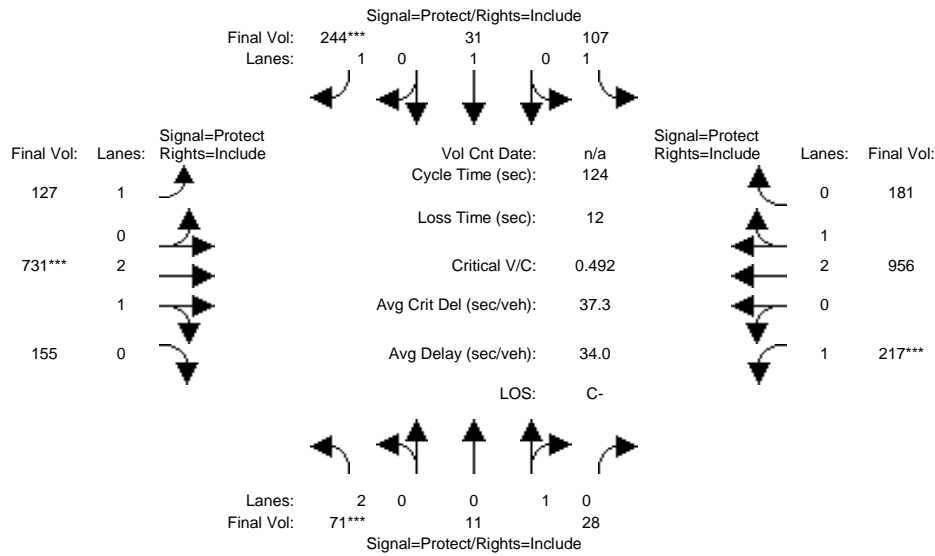 Signal=Protect/Rights=Include
Final Vol: 244*** 31 107
Lanes: 1 0 1 0 1
Signal=Protect
Final Vol: Lanes: Rights=Include
Vol Cnt Date: n/a
Signal=Protect
Rights=Include Lanes: Final Vol:
Cycle Time (sec): 124
127 1
0 181
Loss Time (sec): 12
0
1
731*** 2
Critical V/C: 0.492
2 956
1
Avg Crit Del (sec/veh): 37.3
0
155 0
Avg Delay (sec/veh): 34.0
1 217***
LOS: C-
Lanes: 2 0 0 1 0
Final Vol: 71*** 11 28
Signal=Protect/Rights=Include